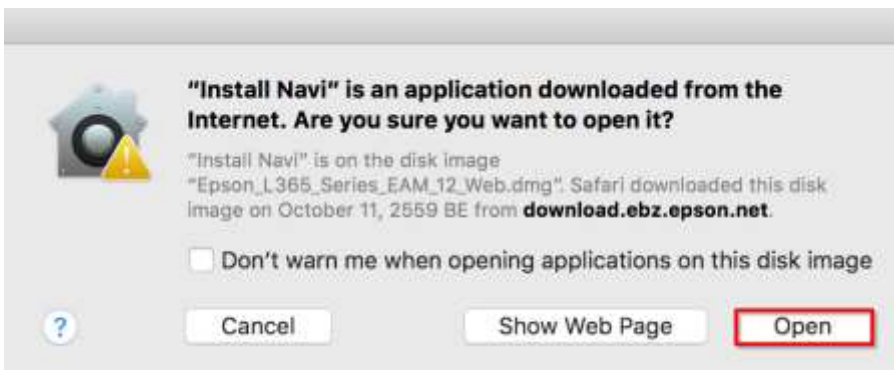 “Install Navi” is an application downloaded from the
Internet. Are you sure you want to open it?
“Install Navi” is on the disk image
“Epson_L365_Series_EAM_12_Web.dmg”. Safari downloaded this disk
image on October 11, 2559 BE from download.ebz.epson.net.
Don’t warn me when opening applications on this disk image
?
Cancel
Show Web Page
Open